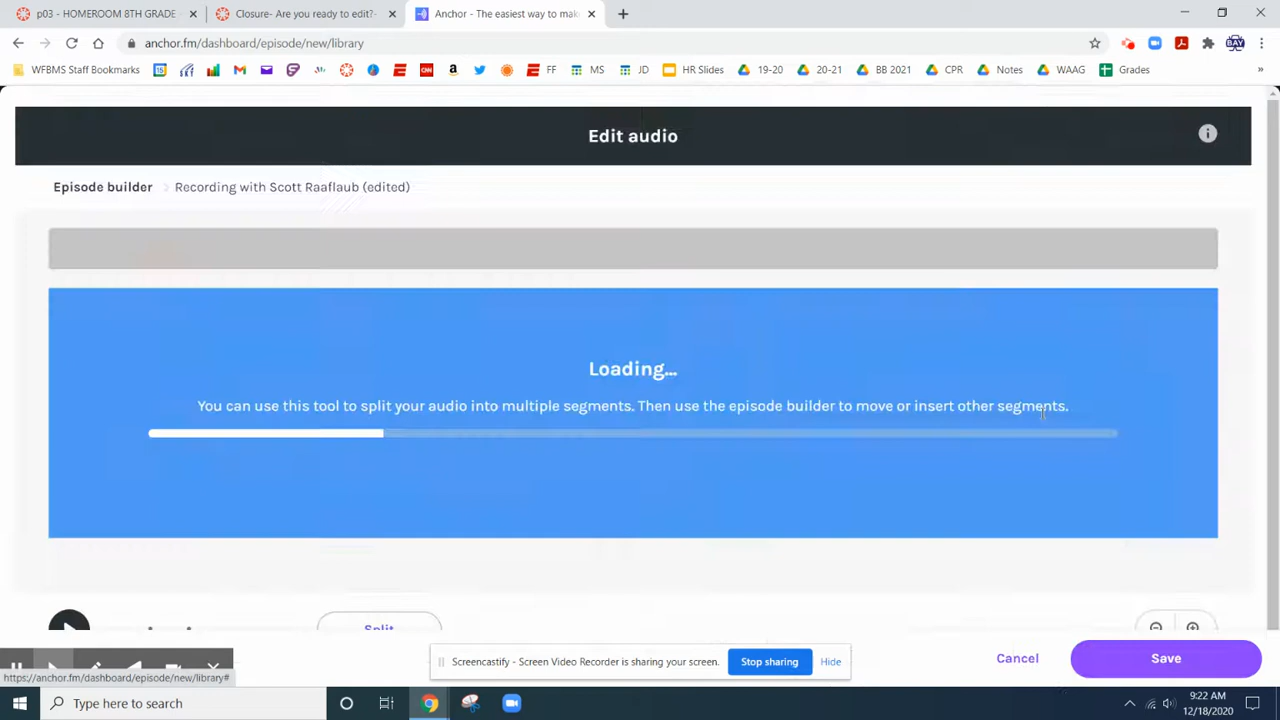 p03 - HOMEROOM 8TH GRADE
Closure- Are you ready to edit?-
Anchor - The easiest way to mak
anchor.fm/dashboard/episode/new/library
WFBMS Staff Bookmarks
FF
MS
JD
HR Slides
19-20
20-21
BB 2021
CPR
Notes
WAAG
Grades
Edit audio
Episode builder
Recording with Scott Raaflaub (edited)
Loading...
You can use this tool to split your audio into multiple segments. Then use the episode builder to move or insert other segments.
Split
Screencastify - Screen Video Recorder is sharing your screen.
Stop sharing
Hide
Cancel
Save
https://anchor.fm/dashboard/episode/new/library#
Type here to search
9:22 AM
12/18/2020